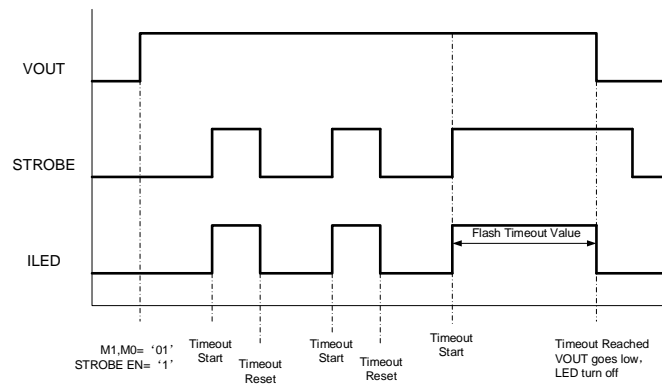 VOUT
STROBE
ILED
Flash Timeout Value
M1,M0= ‘01’
STROBE EN= ‘1’
Timeout
Start
Timeout
Reset
Timeout
Start
Timeout
Reset
Timeout
Start
Timeout Reached
VOUT goes low,
LED turn off